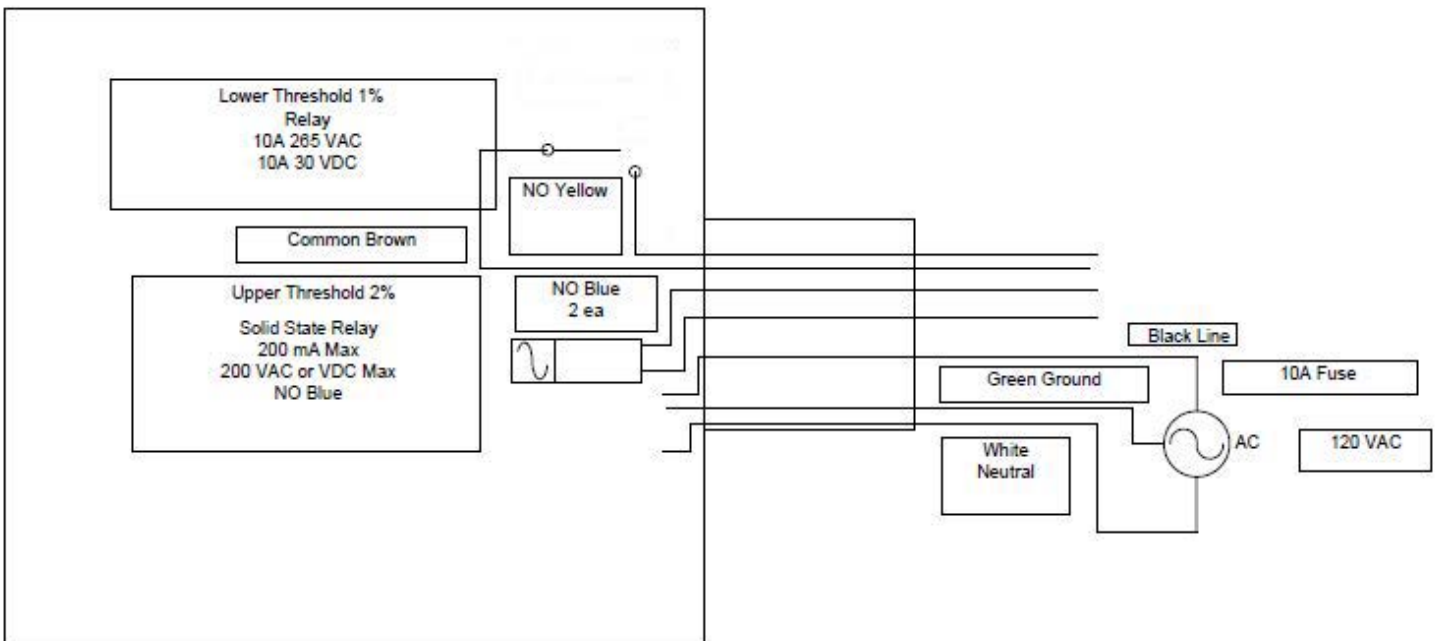 Lower Threshold 1%
Relay
10A 265 VAC
10A 30 VDC
NO Yellow
Common Brown
Upper Threshold 2%
Solid State Relay
200 mA Max
200 VAC or VDC Max
NO Blue
NO Blue
2 ea
Black Line
Green Ground
10A Fuse
White
Neutral
AC
120 VAC